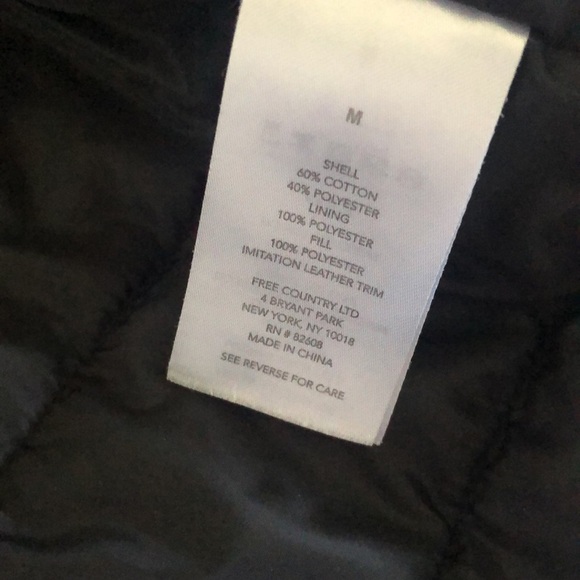 M
SHELL
60% COTTON
40% POLYESTER
LINING
100% POLYESTER
FILL
100% POLYESTER
IMITATION LEATHER TRIM
FREE COUNTRY LTD
4 BRYANT PARK
NEW YORK, NY 10018
RN # 82608
MADE IN CHINA
SEE REVERSE FOR CARE